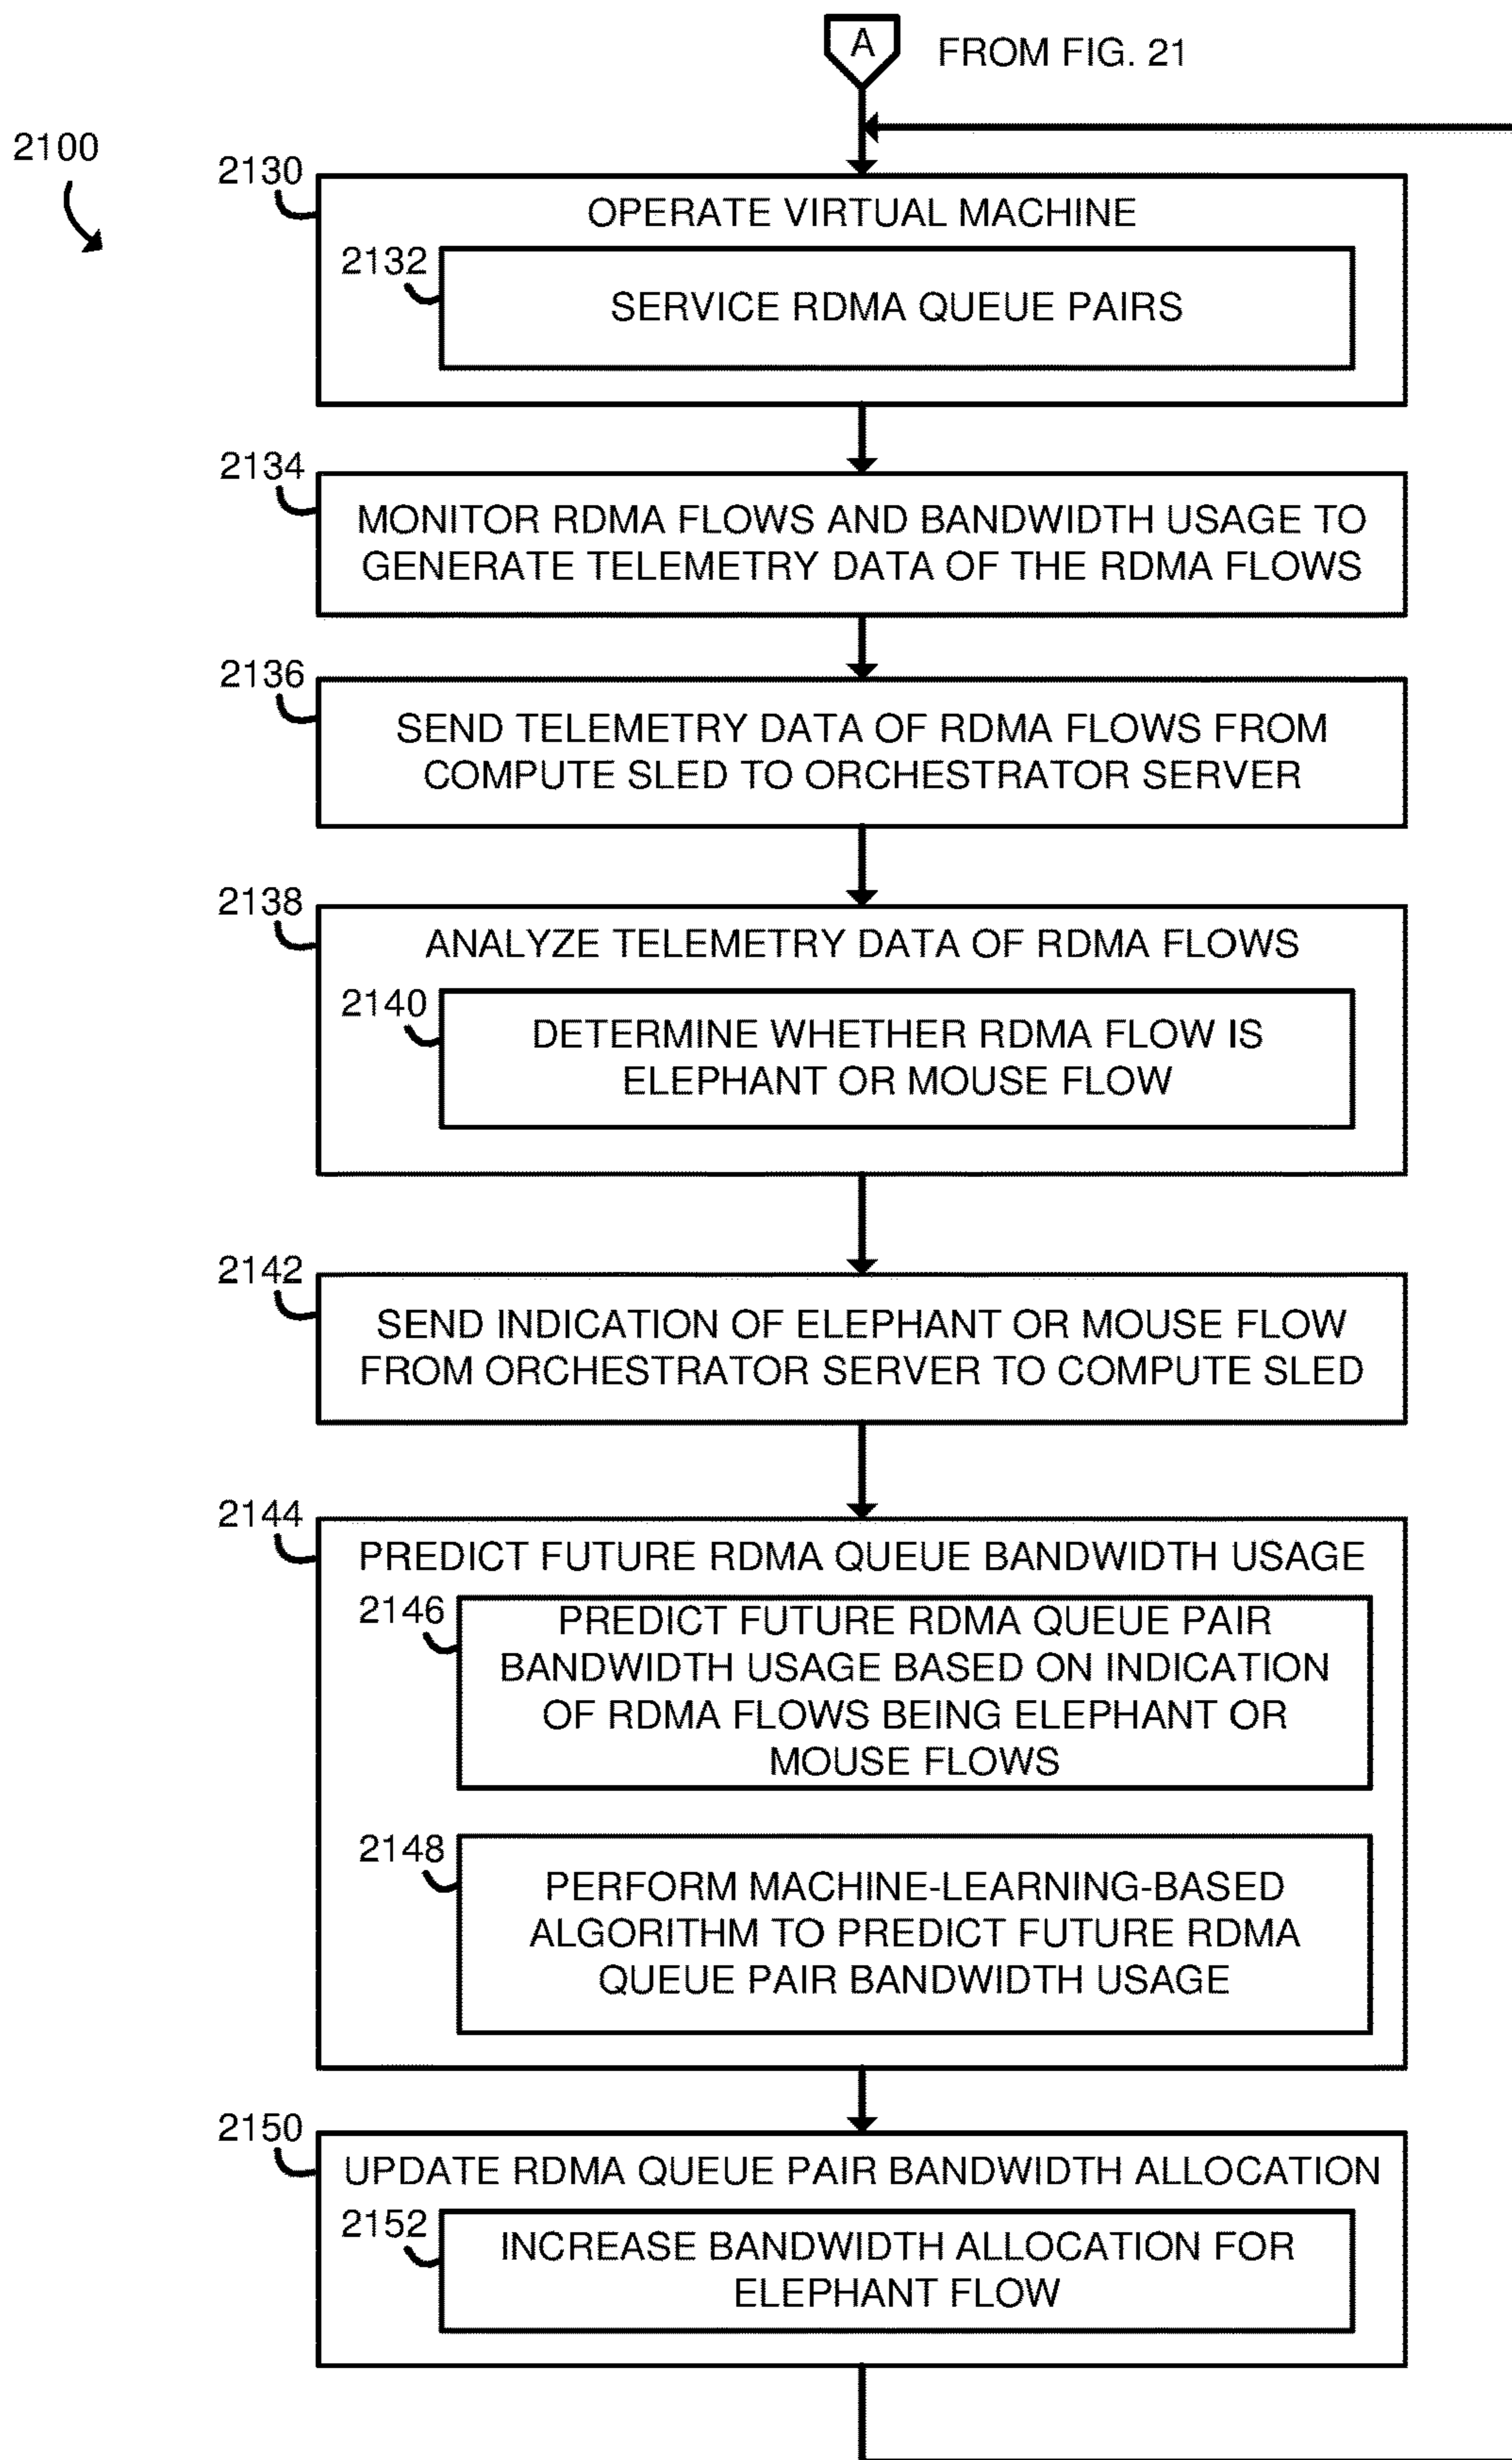 A
FROM FIG. 21
2100
2130
OPERATE VIRTUAL MACHINE
2132
SERVICE RDMA QUEUE PAIRS
2134
MONITOR RDMA FLOWS AND BANDWIDTH USAGE TO
GENERATE TELEMETRY DATA OF THE RDMA FLOWS
2136
SEND TELEMETRY DATA OF RDMA FLOWS FROM
COMPUTE SLED TO ORCHESTRATOR SERVER
2138
ANALYZE TELEMETRY DATA OF RDMA FLOWS
2140
DETERMINE WHETHER RDMA FLOW IS
ELEPHANT OR MOUSE FLOW
2142
SEND INDICATION OF ELEPHANT OR MOUSE FLOW
FROM ORCHESTRATOR SERVER TO COMPUTE SLED
2144
PREDICT FUTURE RDMA QUEUE BANDWIDTH USAGE
2146
PREDICT FUTURE RDMA QUEUE PAIR
BANDWIDTH USAGE BASED ON INDICATION
OF RDMA FLOWS BEING ELEPHANT OR
MOUSE FLOWS
2148
PERFORM MACHINE-LEARNING-BASED
ALGORITHM TO PREDICT FUTURE RDMA
QUEUE PAIR BANDWIDTH USAGE
2150
UPDATE RDMA QUEUE PAIR BANDWIDTH ALLOCATION
2152
INCREASE BANDWIDTH ALLOCATION FOR
ELEPHANT FLOW